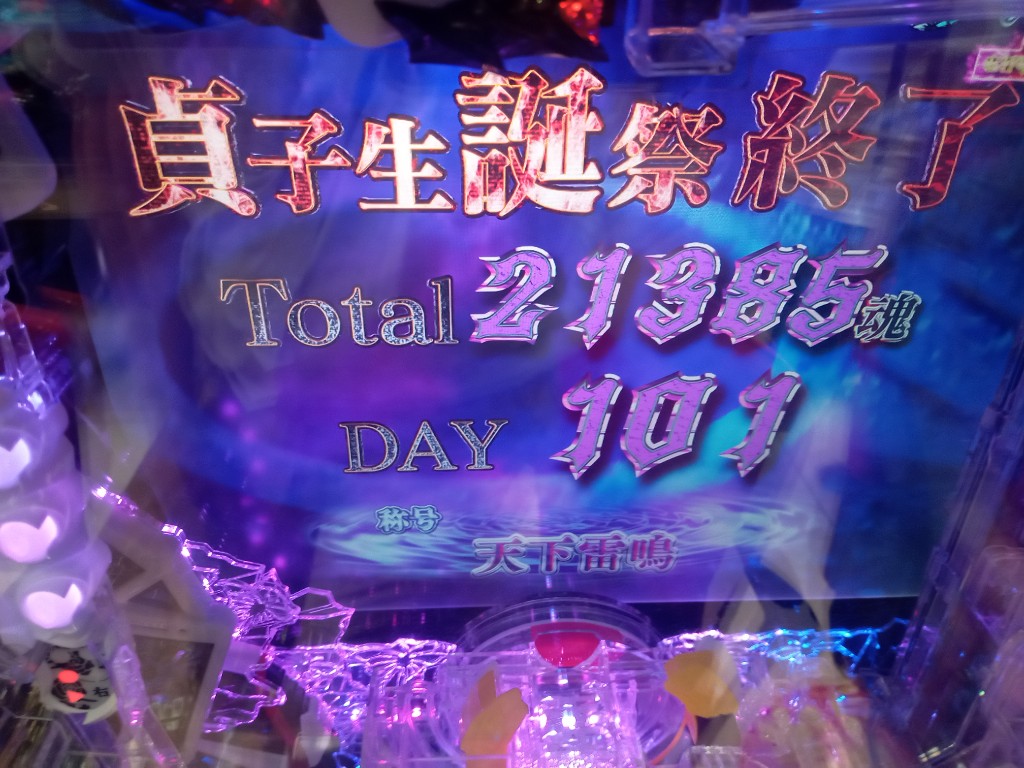 貞子生誕祭終了
Total 21385魂
DAY 101
称号
天下雷鳴